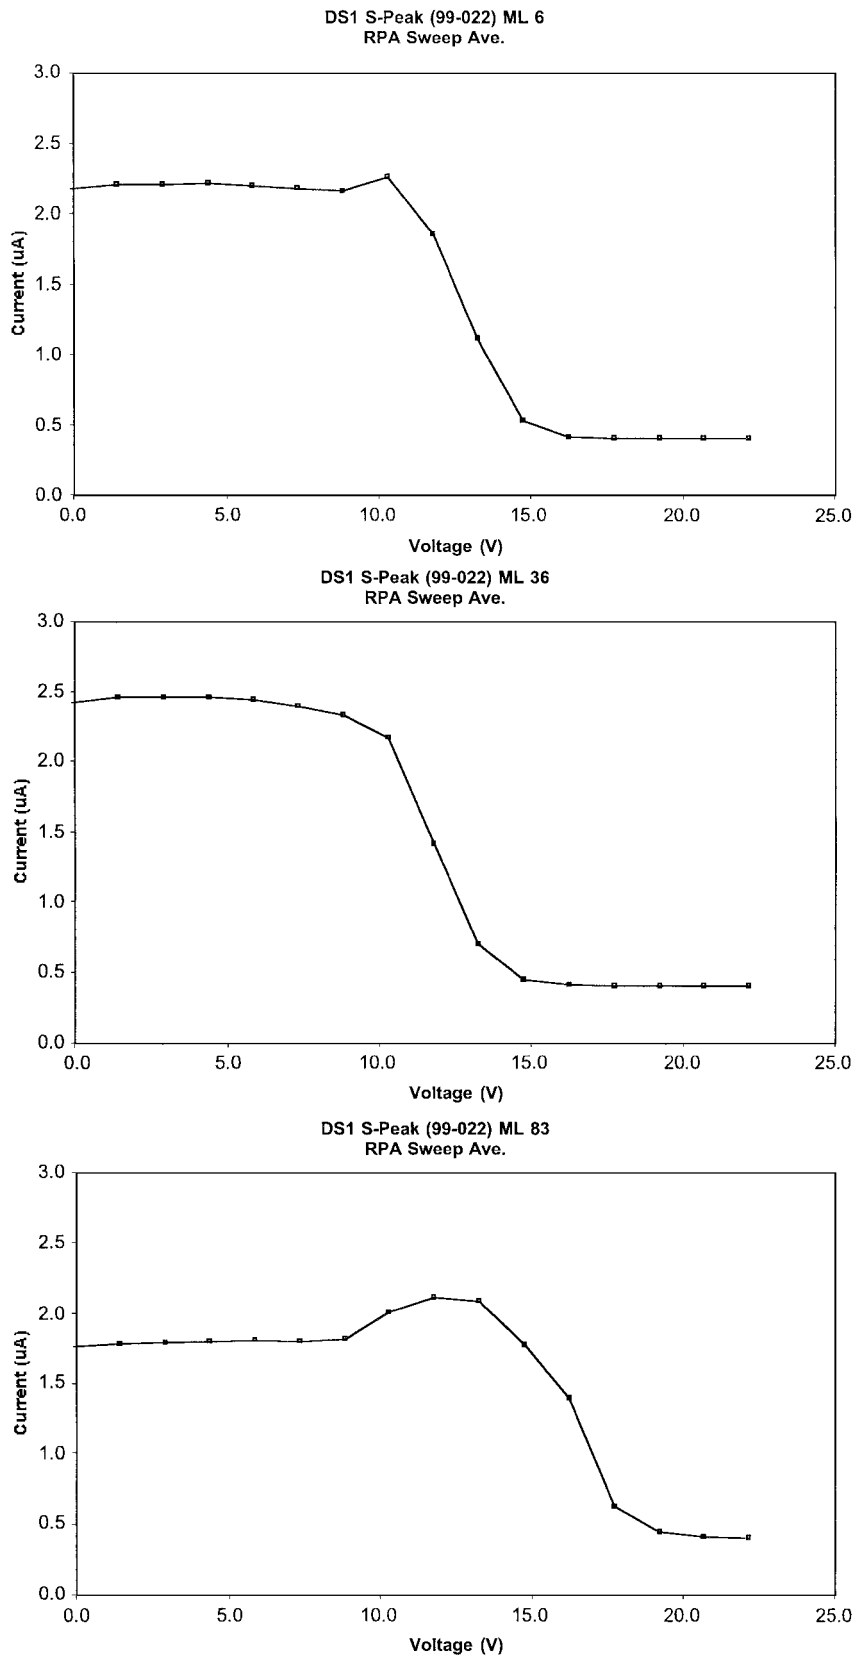 DS1 S-Peak (99-022) ML 6
RPA Sweep Ave.
3.0
2.5
2.0
1.5
1.0
0.5
0.0
Current (uA)
0.0 5.0 10.0 15.0 20.0 25.0
Voltage (V)
DS1 S-Peak (99-022) ML 36
RPA Sweep Ave.
3.0
2.5
2.0
1.5
1.0
0.5
0.0
Current (uA)
0.0 5.0 10.0 15.0 20.0 25.0
Voltage (V)
DS1 S-Peak (99-022) ML 83
RPA Sweep Ave.
3.0
2.5
2.0
1.5
1.0
0.5
0.0
Current (uA)
0.0 5.0 10.0 15.0 20.0 25.0
Voltage (V)